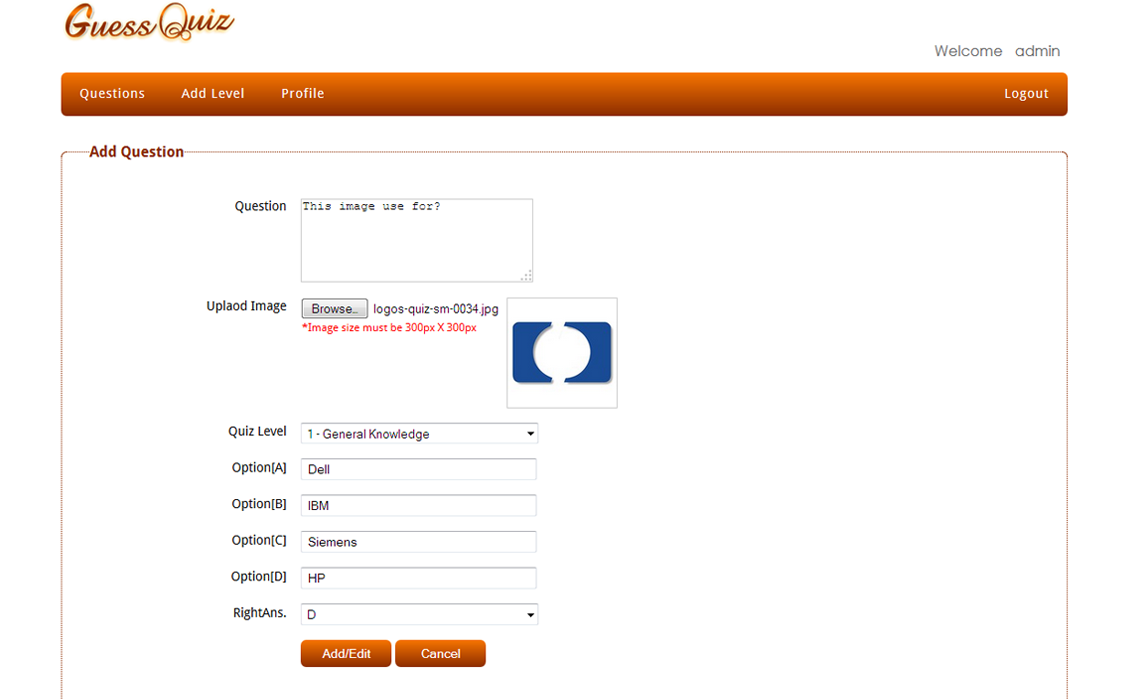 Guess Quiz
Welcome admin
Questions Add Level Profile Logout
Add Question
Question This image use for?
Uplaod Image Browse.. logos-quiz-sm-0034.jpg
*Image size must be 300px X 300px
Quiz Level 1 - General Knowledge
Option[A] Dell
Option[B] IBM
Option[C] Siemens
Option[D] HP
RightAns. D
Add/Edit Cancel